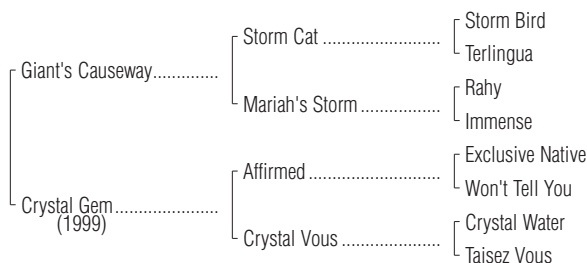 Storm Bird
Storm Cat ..............................
Terlingua
Giant's Causeway..............
Rahy
Mariah's Storm ....................
Immense
Exclusive Native
Affirmed .................................
Won't Tell You
Crystal Gem..........................
(1999)
Crystal Water
Crystal Vous ........................
Taisez Vous